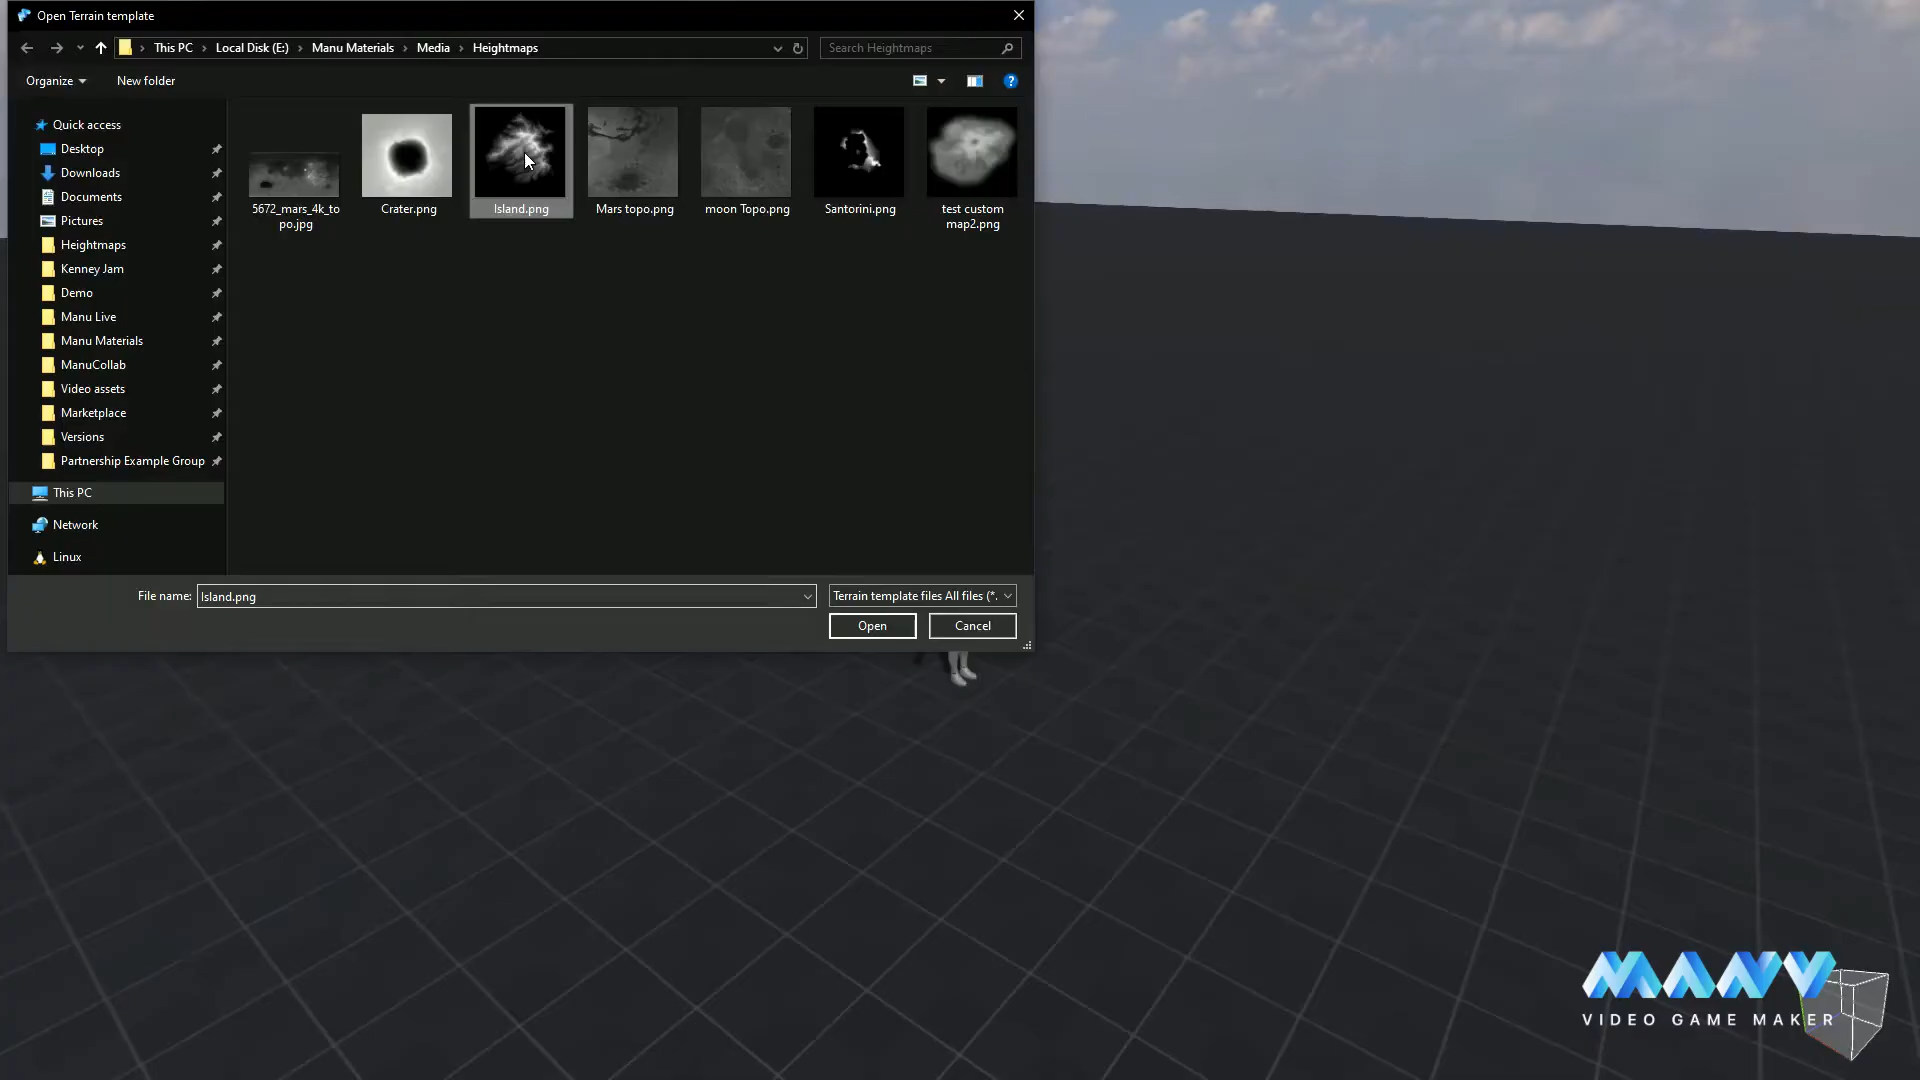 Open Terrain template
This PC
Local Disk (E:)
Manu Materials
Media
Heightmaps
Search Heightmaps
Organize
New folder
?
Quick access
Desktop
Downloads
Documents
Pictures
Heightmaps
Kenney Jam
Demo
Manu Live
Manu Materials
ManuCollab
Video assets
Marketplace
Versions
Partnership Example Group
This PC
Network
Linux
5672_mars_4k_to
po.jpg
Crater.png
Island.png
Mars topo.png
moon Topo.png
Santorini.png
test custom
map2.png
File name:
Island.png
Terrain template files All files (*.
Open
Cancel
MANU
VIDEO GAME MAKER